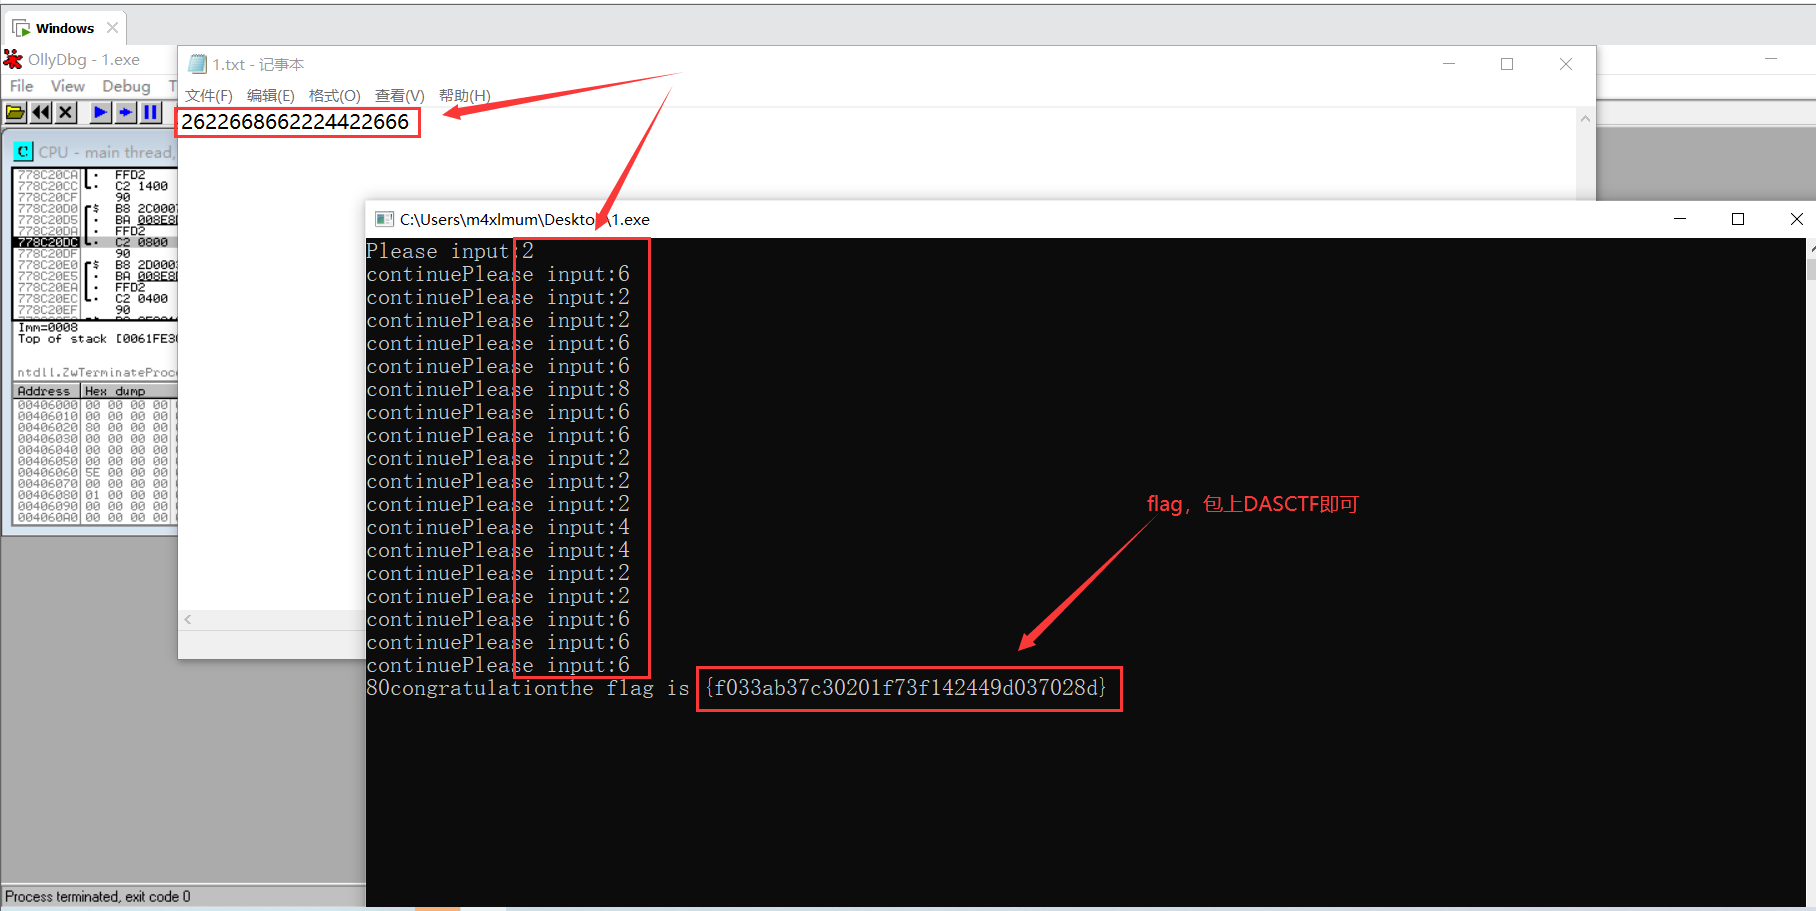 Windows
OllyDbg - 1.exe
File View Debug T
1.txt - 记事本
文件(F) 编辑(E) 格式(O) 查看(V) 帮助(H)
2622668662224422666
C CPU - main thread,
778C20CA FFD2
778C20CC C2 1400
778C20CF 90
778C20D0 B8 2C000
778C20D5 BA 008E8
778C20DA FFD2
778C20DC C2 0800
778C20DF 90
778C20E0 B8 2D000
778C20E5 BA 008E8
778C20EA FFD2
778C20EC C2 0400
778C20EF 90
Imm=0008
Top of stack [0061FE3
ntdll.ZwTerminateProc
Address Hex dump
00406000 00 00 00 00
00406010 00 00 00 00
00406020 80 00 00 00
00406030 00 00 00 00
00406040 00 00 00 00
00406050 00 00 00 00
00406060 5E 00 00 00
00406070 00 00 00 00
00406080 01 00 00 00
00406090 00 00 00 00
004060A0 00 00 00 00
C:\Users\m4xlmum\Desktop\1.exe
Please input:2
continuePlease input:6
continuePlease input:2
continuePlease input:2
continuePlease input:6
continuePlease input:6
continuePlease input:8
continuePlease input:6
continuePlease input:6
continuePlease input:2
continuePlease input:2
continuePlease input:2
continuePlease input:4
continuePlease input:4
continuePlease input:2
continuePlease input:2
continuePlease input:6
continuePlease input:6
continuePlease input:6
80congratulationthe flag is {f033ab37c30201f73f142449d037028d}
flag，包上DASCTF即可
Process terminated, exit code 0